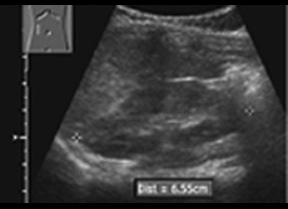 Dist = 6.55cm